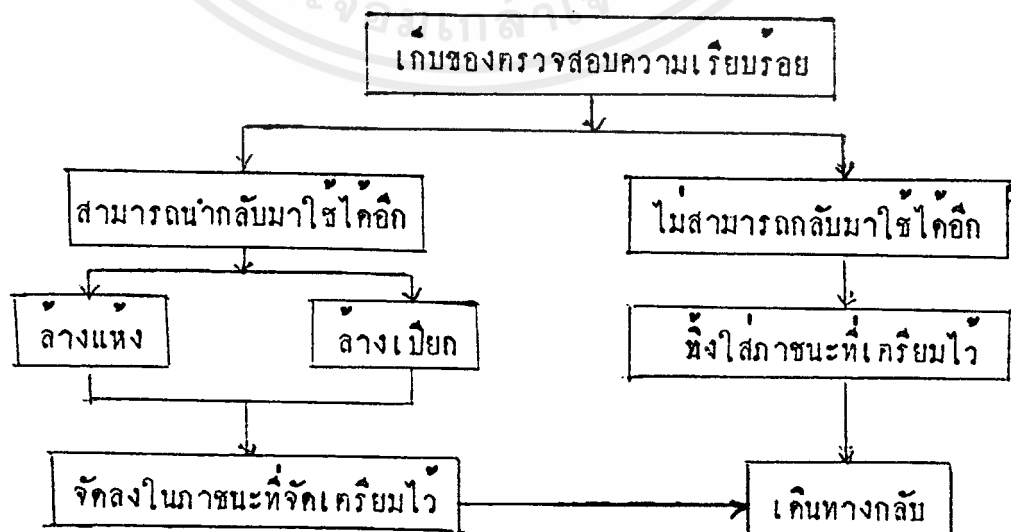 เก็บของตรวจสอบความเรียบร้อย
สามารถนำกลับมาใช้ได้อีก
ไม่สามารถกลับมาใช้ได้อีก
ล้างแห้ง
ล้างเปียก
ทิ้งใส่ภาชนะที่เตรียมไว้
จัดลงในภาชนะที่จัดเตรียมไว้
เดินทางกลับ